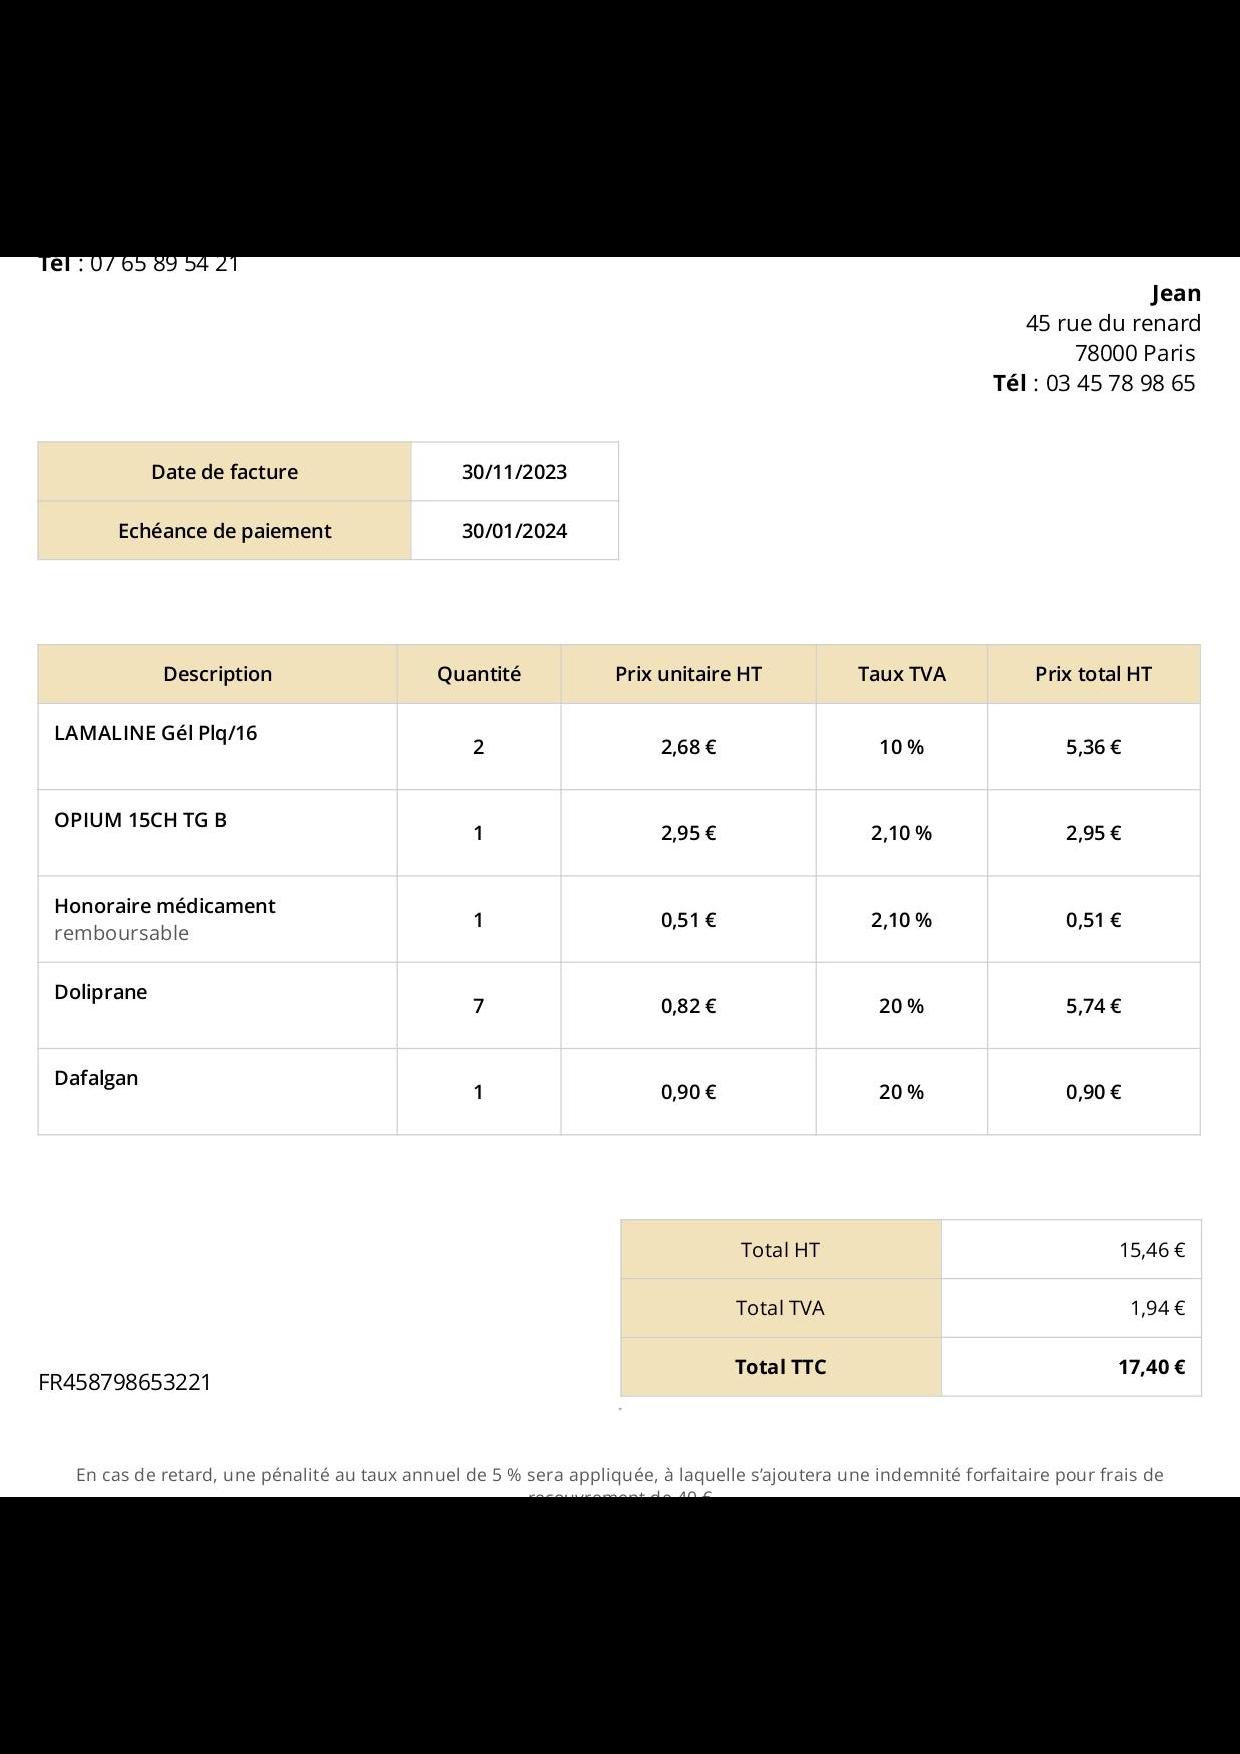 Tél : 07 65 89 54 21
Jean
45 rue du renard
78000 Paris
Tél : 03 45 78 98 65
Date de facture 30/11/2023
Echéance de paiement 30/01/2024
Description Quantité Prix unitaire HT Taux TVA Prix total HT
LAMALINE Gél Plq/16 2 2,68 € 10 % 5,36 €
OPIUM 15CH TG B 1 2,95 € 2,10 % 2,95 €
Honoraire médicament
remboursable 1 0,51 € 2,10 % 0,51 €
Doliprane 7 0,82 € 20 % 5,74 €
Dafalgan 1 0,90 € 20 % 0,90 €
Total HT 15,46 €
Total TVA 1,94 €
Total TTC 17,40 €
FR458798653221
En cas de retard, une pénalité au taux annuel de 5 % sera appliquée, à laquelle s’ajoutera une indemnité forfaitaire pour frais de
recouvrement de 40 €